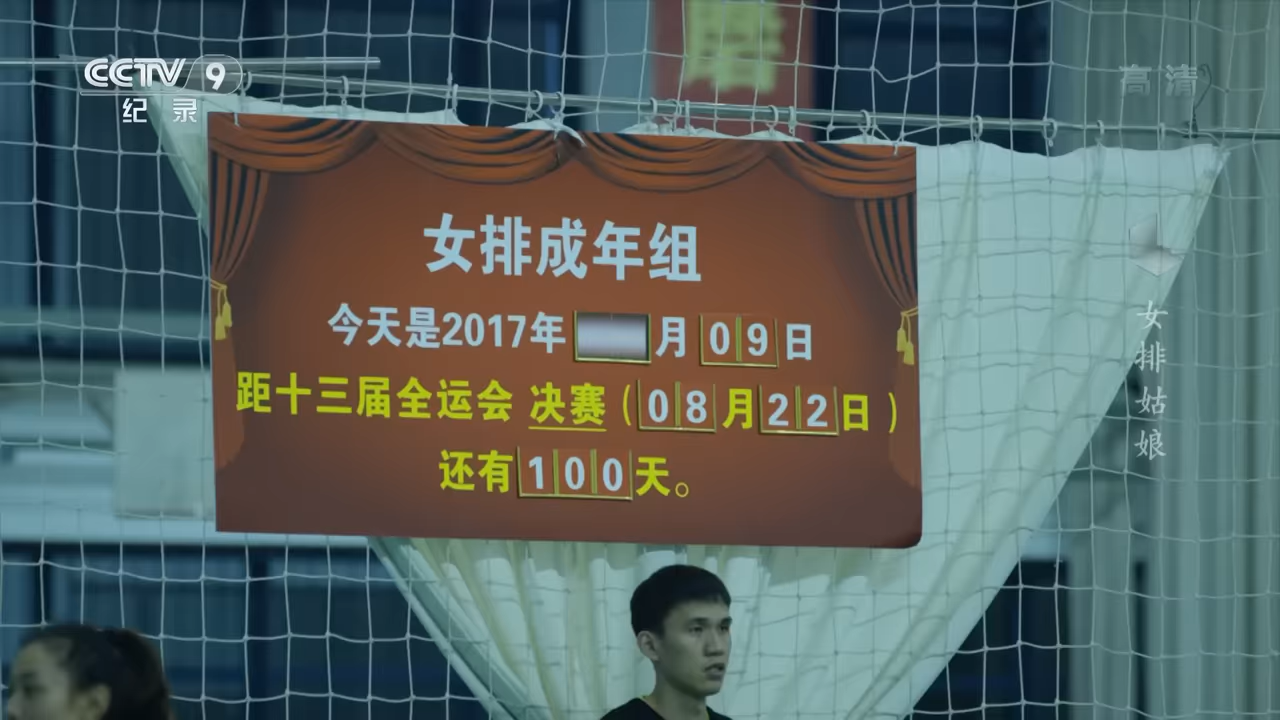 CCTV 9
纪录
高清
女排成年组
今天是2017年 月09日
距十三届全运会 决赛(08月22日)
还有100天。
女排姑娘